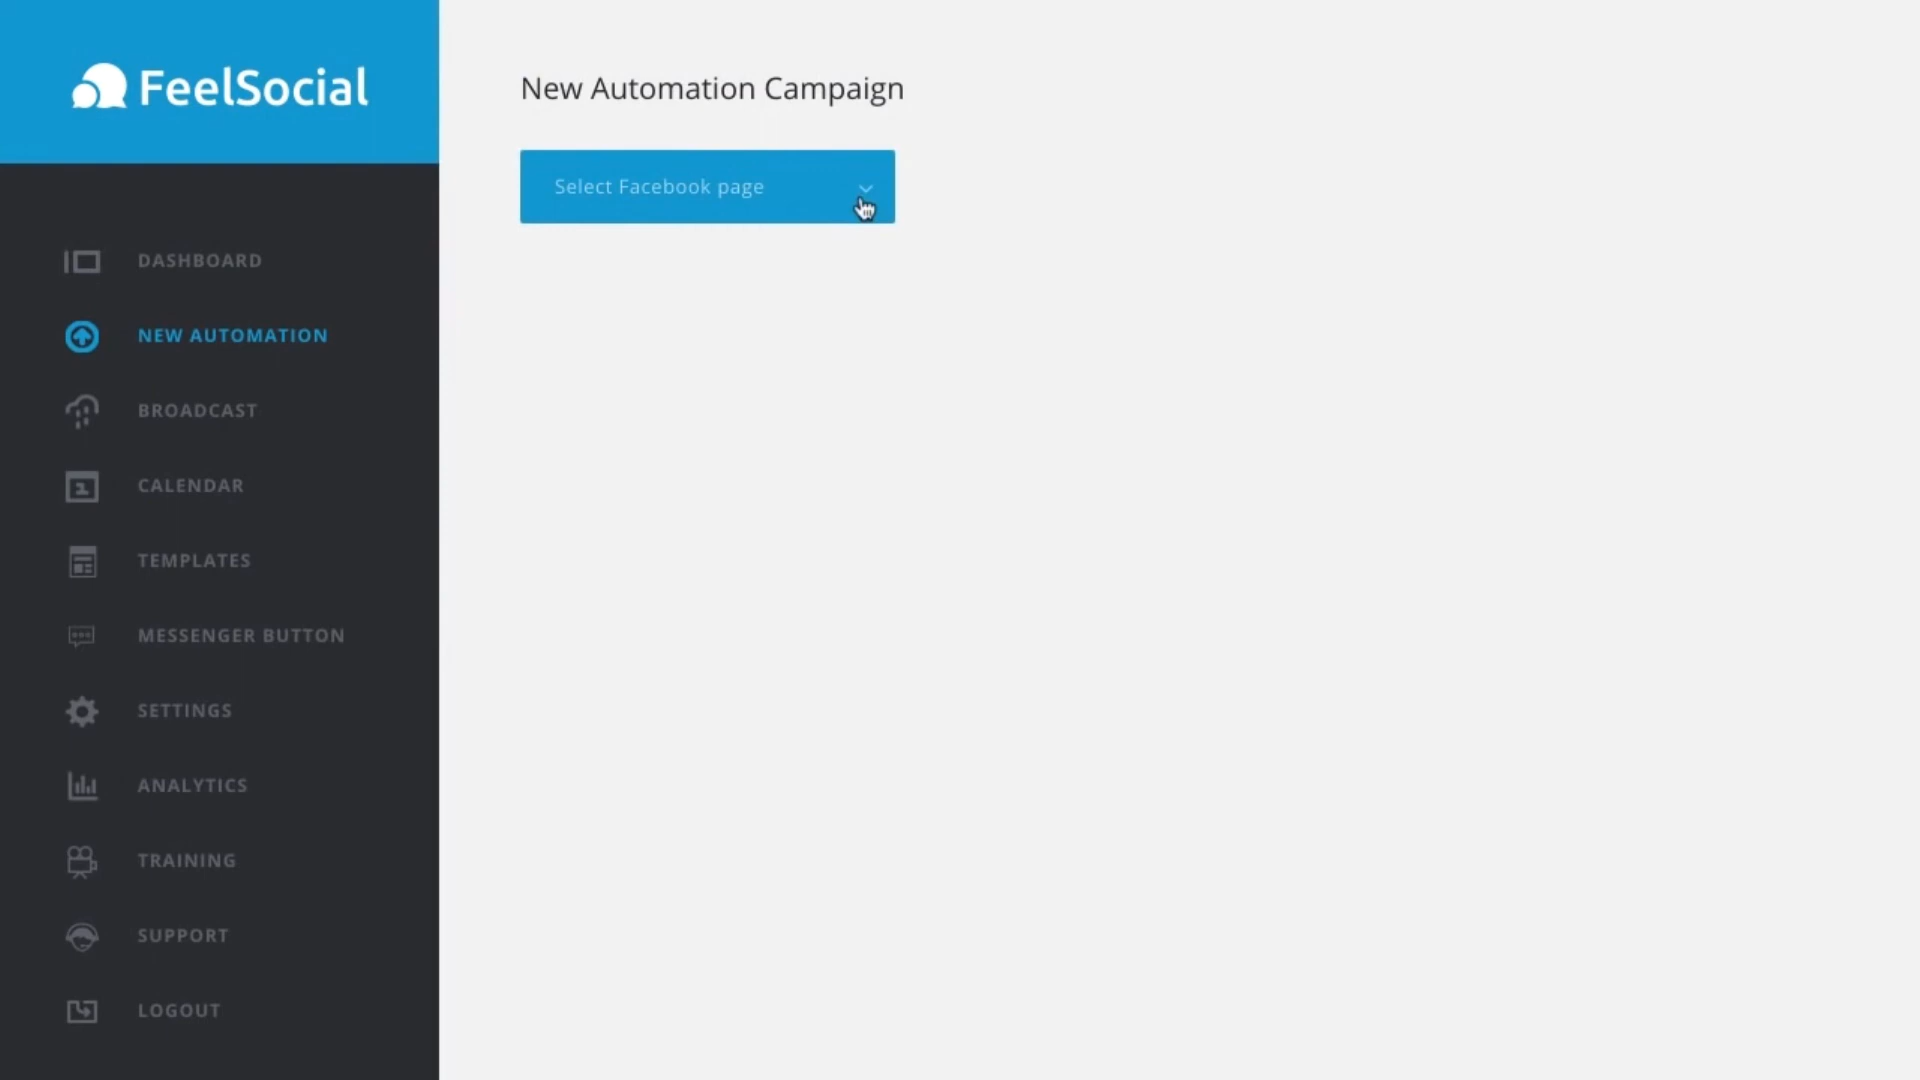 FeelSocial
New Automation Campaign
Select Facebook page
DASHBOARD
NEW AUTOMATION
BROADCAST
CALENDAR
1
TEMPLATES
MESSENGER BUTTON
SETTINGS
ANALYTICS
TRAINING
SUPPORT
LOGOUT